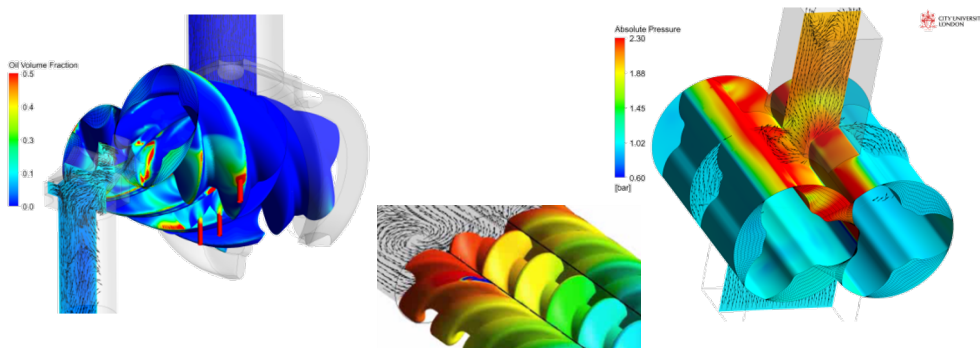 Oil Volume Fraction
0.5
0.4
0.3
0.2
0.1
0.0
Absolute Pressure
2.30
1.88
1.45
1.02
0.60
[bar]
CITY UNIVERSIT
LONDON